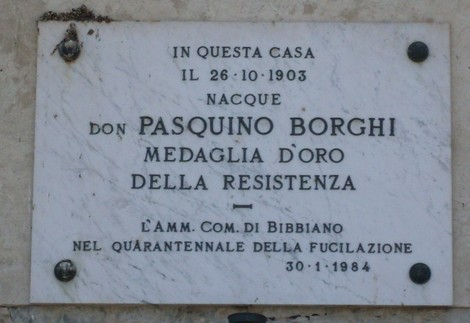 IN QUESTA CASA
IL 26·10·1903
NACQUE
DON PASQUINO BORGHI
MEDAGLIA D'ORO
DELLA RESISTENZA
L'AMM. COM. DI BIBBIANO
NEL QUARANTENNALE DELLA FUCILAZIONE
30·1·1984